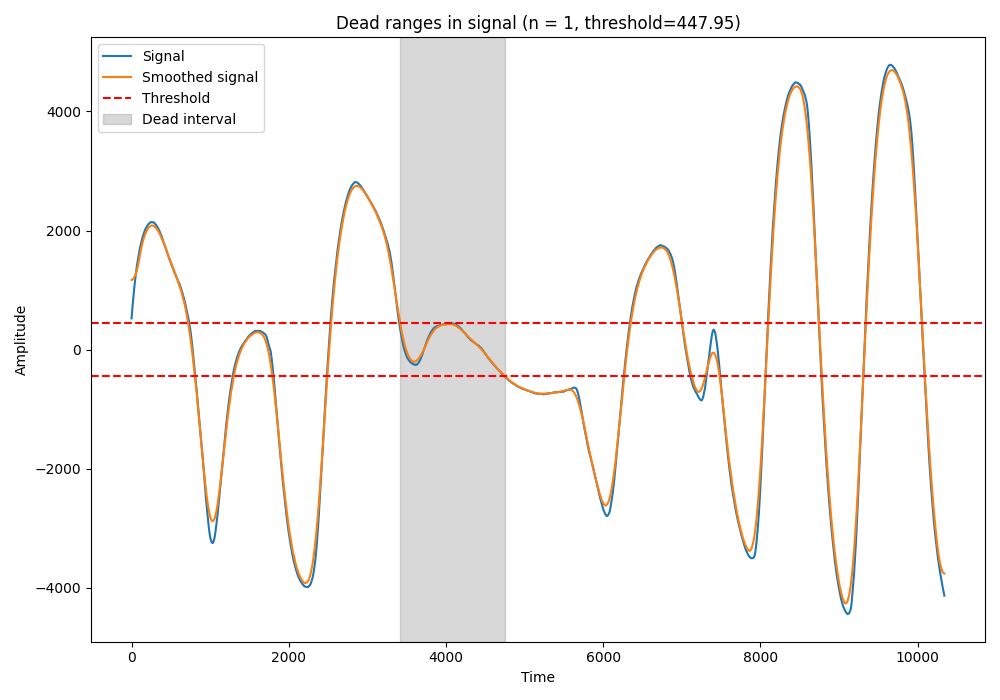 Dead ranges in signal (n = 1, threshold=447.95)
Signal
Smoothed signal
Threshold
Dead interval
Amplitude
4000
2000
0
−2000
−4000
0 2000 4000 6000 8000 10000
Time